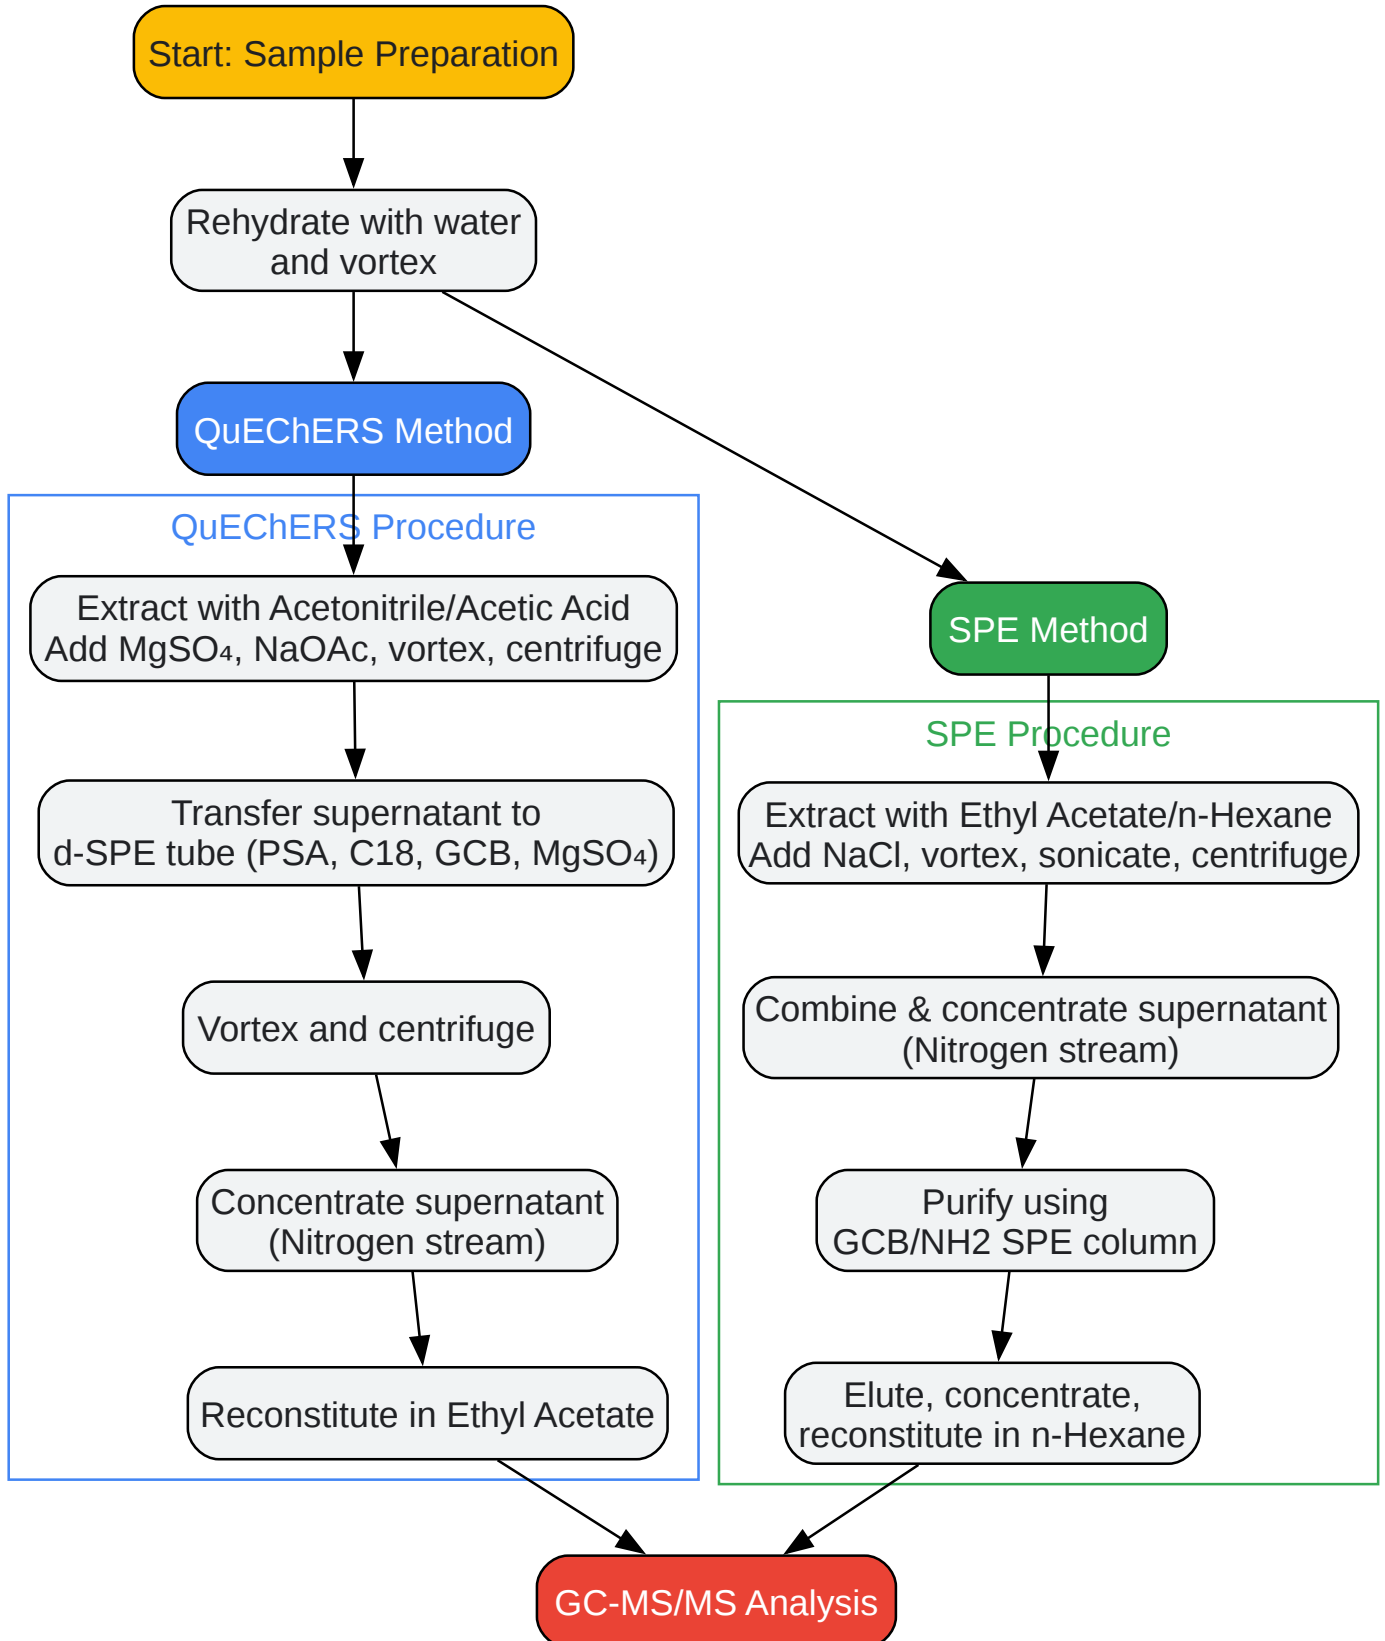 Start: Sample Preparation
Rehydrate with water
and vortex
QuEChERS Method
QuEChERS Procedure
Extract with Acetonitrile/Acetic Acid
Add MgSO₄, NaOAc, vortex, centrifuge
Transfer supernatant to
d-SPE tube (PSA, C18, GCB, MgSO₄)
Vortex and centrifuge
Concentrate supernatant
(Nitrogen stream)
Reconstitute in Ethyl Acetate
SPE Method
SPE Procedure
Extract with Ethyl Acetate/n-Hexane
Add NaCl, vortex, sonicate, centrifuge
Combine & concentrate supernatant
(Nitrogen stream)
Purify using
GCB/NH2 SPE column
Elute, concentrate,
reconstitute in n-Hexane
GC-MS/MS Analysis